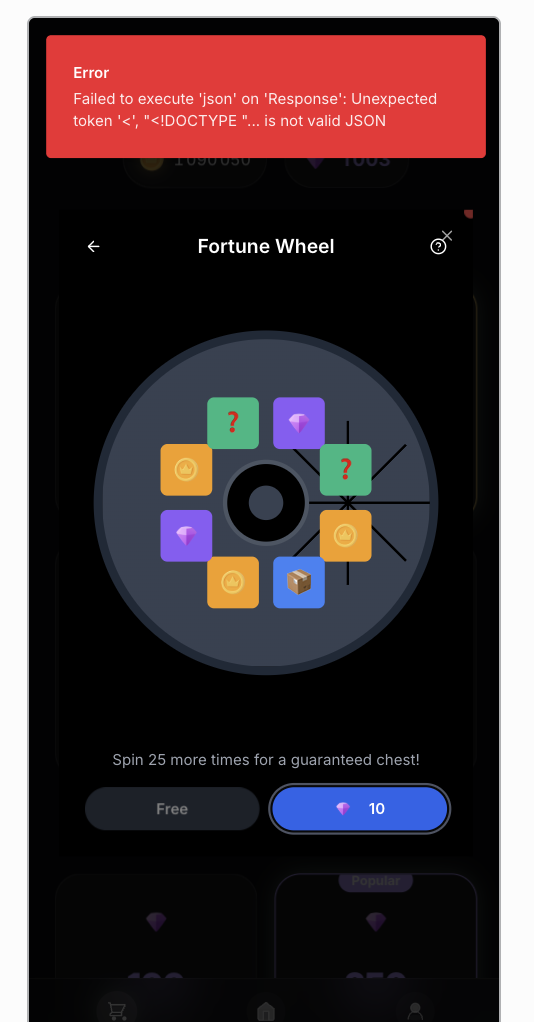 Error
Failed to execute 'json' on 'Response': Unexpected
token '<', "<!DOCTYPE "... is not valid JSON
1 090 050 1003
Fortune Wheel
Spin 25 more times for a guaranteed chest!
Free 10
Popular